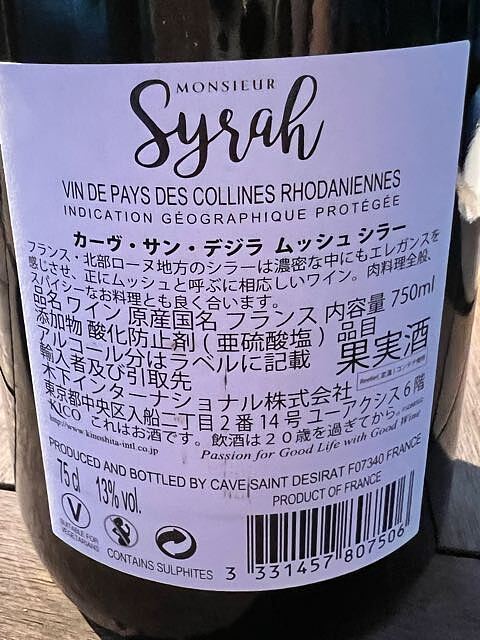 MONSIEUR
Syrah
VIN DE PAYS DES COLLINES RHODANIENNES
INDICATION GÉOGRAPHIQUE PROTÉGÉE
カーヴ・サン・デジラ ムッシュ シラー
フランス・北部ローヌ地方のシラーは濃密な中にもエレガンスを
感じさせ、正にムッシュと呼ぶに相応しいワイン。肉料理全般、
スパイシーなお料理とも良く合います。
品名 ワイン 原産国名 フランス 内容量 750ml
添加物 酸化防止剤(亜硫酸塩) 品目
アルコール分はラベルに記載 果実酒
輸入者及び引取先
木下インターナショナル株式会社
東京都中央区入船二丁目2番14号 ユーアクシス6階
KICO これはお酒です。飲酒は20歳を過ぎてから。
http://www.kinoshita-intl.co.jp
Passion for Good Life with Good Wine
PRODUCED AND BOTTLED BY CAVE SAINT DESIRAT F07340 FRANCE
75 cl 13% vol.
PRODUCT OF FRANCE
V
SUITABLE FOR
VEGETARIANS
CONTAINS SULPHITES
3 331457 807506